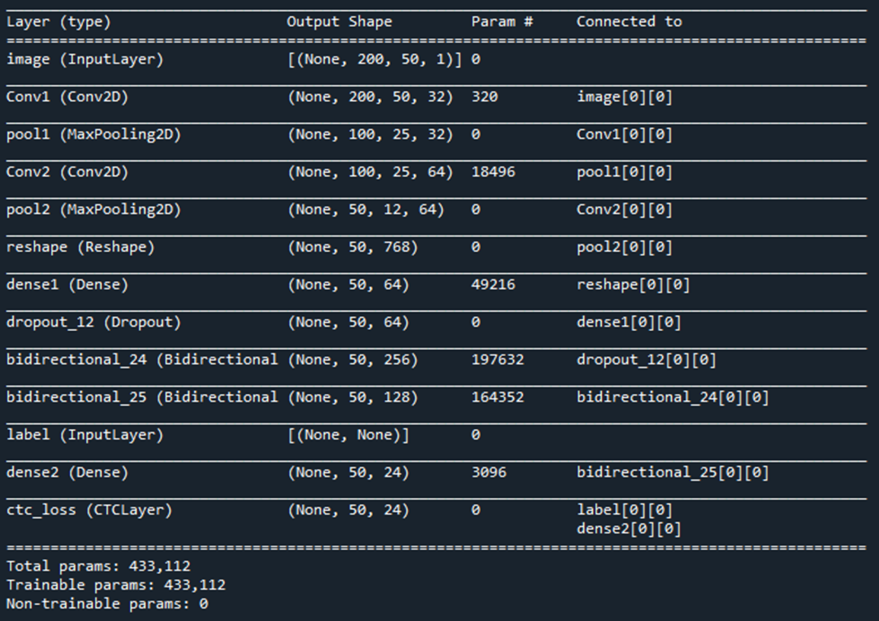 Layer (type) Output Shape Param # Connected to
image (InputLayer) [(None, 200, 50, 1)] 0
Conv1 (Conv2D) (None, 200, 50, 32) 320 image[0][0]
pool1 (MaxPooling2D) (None, 100, 25, 32) 0 Conv1[0][0]
Conv2 (Conv2D) (None, 100, 25, 64) 18496 pool1[0][0]
pool2 (MaxPooling2D) (None, 50, 12, 64) 0 Conv2[0][0]
reshape (Reshape) (None, 50, 768) 0 pool2[0][0]
dense1 (Dense) (None, 50, 64) 49216 reshape[0][0]
dropout_12 (Dropout) (None, 50, 64) 0 dense1[0][0]
bidirectional_24 (Bidirectional (None, 50, 256) 197632 dropout_12[0][0]
bidirectional_25 (Bidirectional (None, 50, 128) 164352 bidirectional_24[0][0]
label (InputLayer) [(None, None)] 0
dense2 (Dense) (None, 50, 24) 3096 bidirectional_25[0][0]
ctc_loss (CTCLayer) (None, 50, 24) 0 label[0][0]
dense2[0][0]
Total params: 433,112
Trainable params: 433,112
Non-trainable params: 0